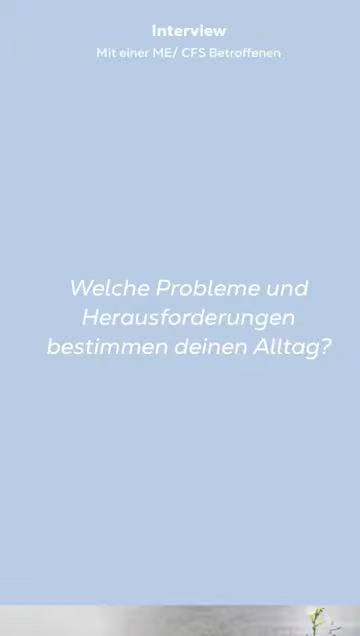 Interview
Mit einer ME/ CFS Betroffenen
Welche Probleme und
Herausforderungen
bestimmen deinen Alltag?